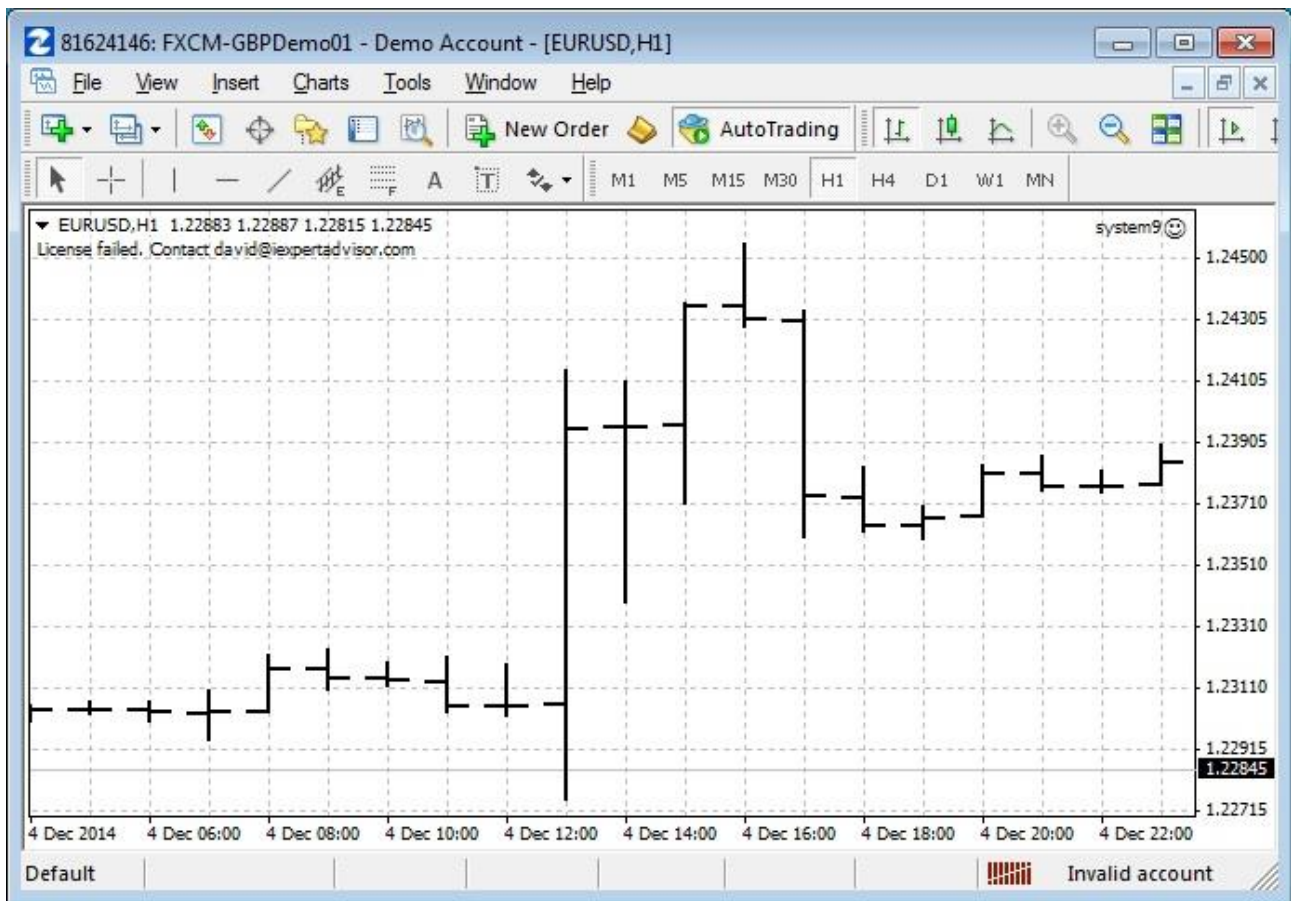 81624146: FXCM-GBPDemo01 - Demo Account - [EURUSD,H1]
File View Insert Charts Tools Window Help
New Order AutoTrading
E F A T M1 M5 M15 M30 H1 H4 D1 W1 MN
EURUSD,H1 1.22883 1.22887 1.22815 1.22845
system9
License failed. Contact david@iexpertadvisor.com
1.24500
1.24305
1.24105
1.23905
1.23710
1.23510
1.23310
1.23110
1.22915
1.22845
1.22715
4 Dec 2014 4 Dec 06:00 4 Dec 08:00 4 Dec 10:00 4 Dec 12:00 4 Dec 14:00 4 Dec 16:00 4 Dec 18:00 4 Dec 20:00 4 Dec 22:00
Default Invalid account